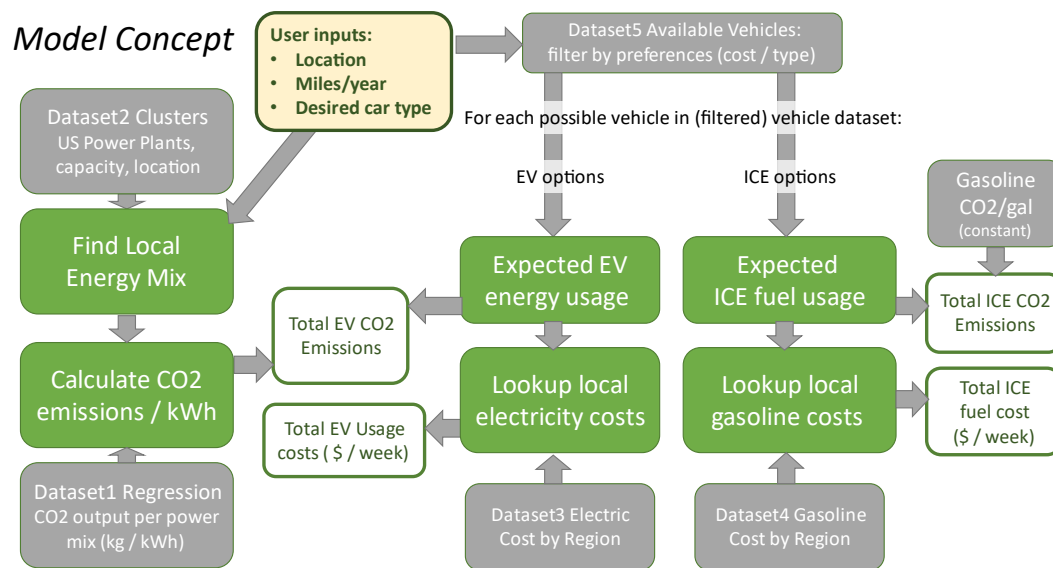 Model Concept
User inputs:
• Location
• Miles/year
• Desired car type
Dataset5 Available Vehicles:
filter by preferences (cost / type)
For each possible vehicle in (filtered) vehicle dataset:
EV options
ICE options
Dataset2 Clusters
US Power Plants,
capacity, location
Gasoline
CO2/gal
(constant)
Find Local
Energy Mix
Expected EV
energy usage
Expected
ICE fuel usage
Total EV CO2
Emissions
Total ICE CO2
Emissions
Calculate CO2
emissions / kWh
Lookup local
electricity costs
Lookup local
gasoline costs
Total EV Usage
costs ( $ / week)
Total ICE
fuel cost
($ / week)
Dataset1 Regression
CO2 output per power
mix (kg / kWh)
Dataset3 Electric
Cost by Region
Dataset4 Gasoline
Cost by Region